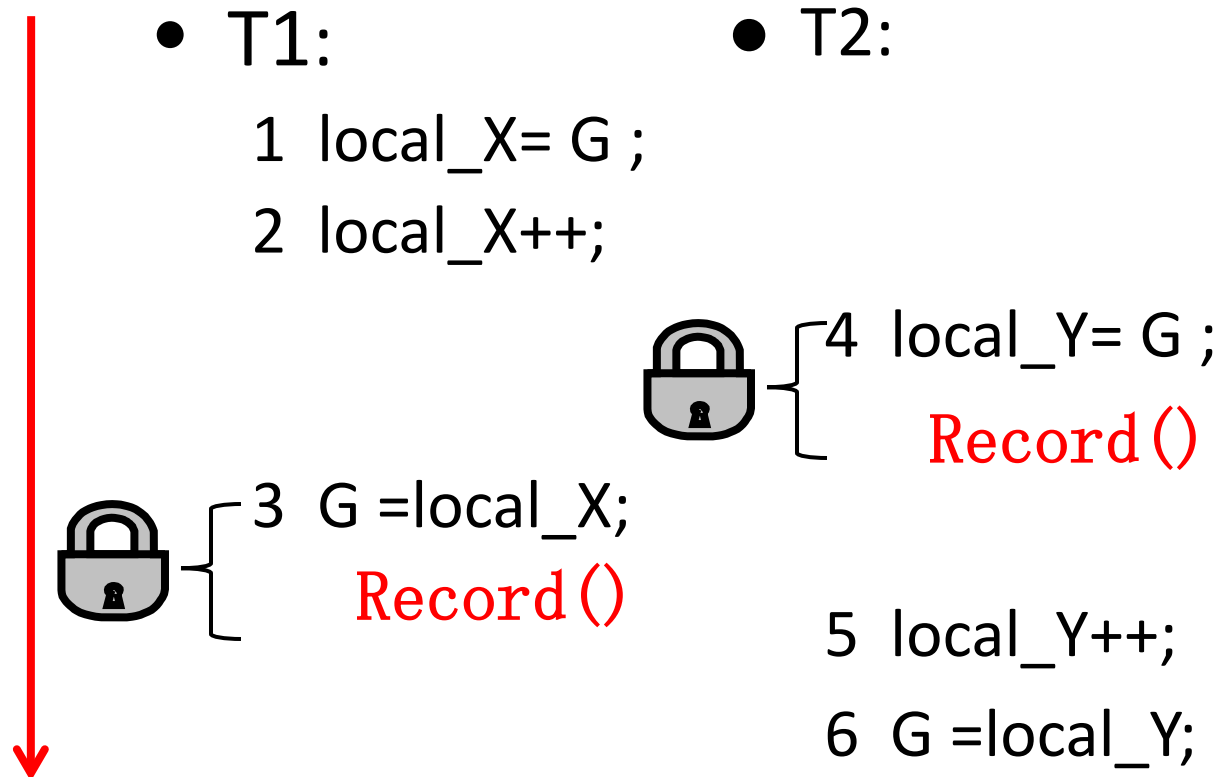 • T1:
1 local_X= G ;
2 local_X++;
3 G =local_X;
Record()
• T2:
4 local_Y= G ;
Record()
5 local_Y++;
6 G =local_Y;